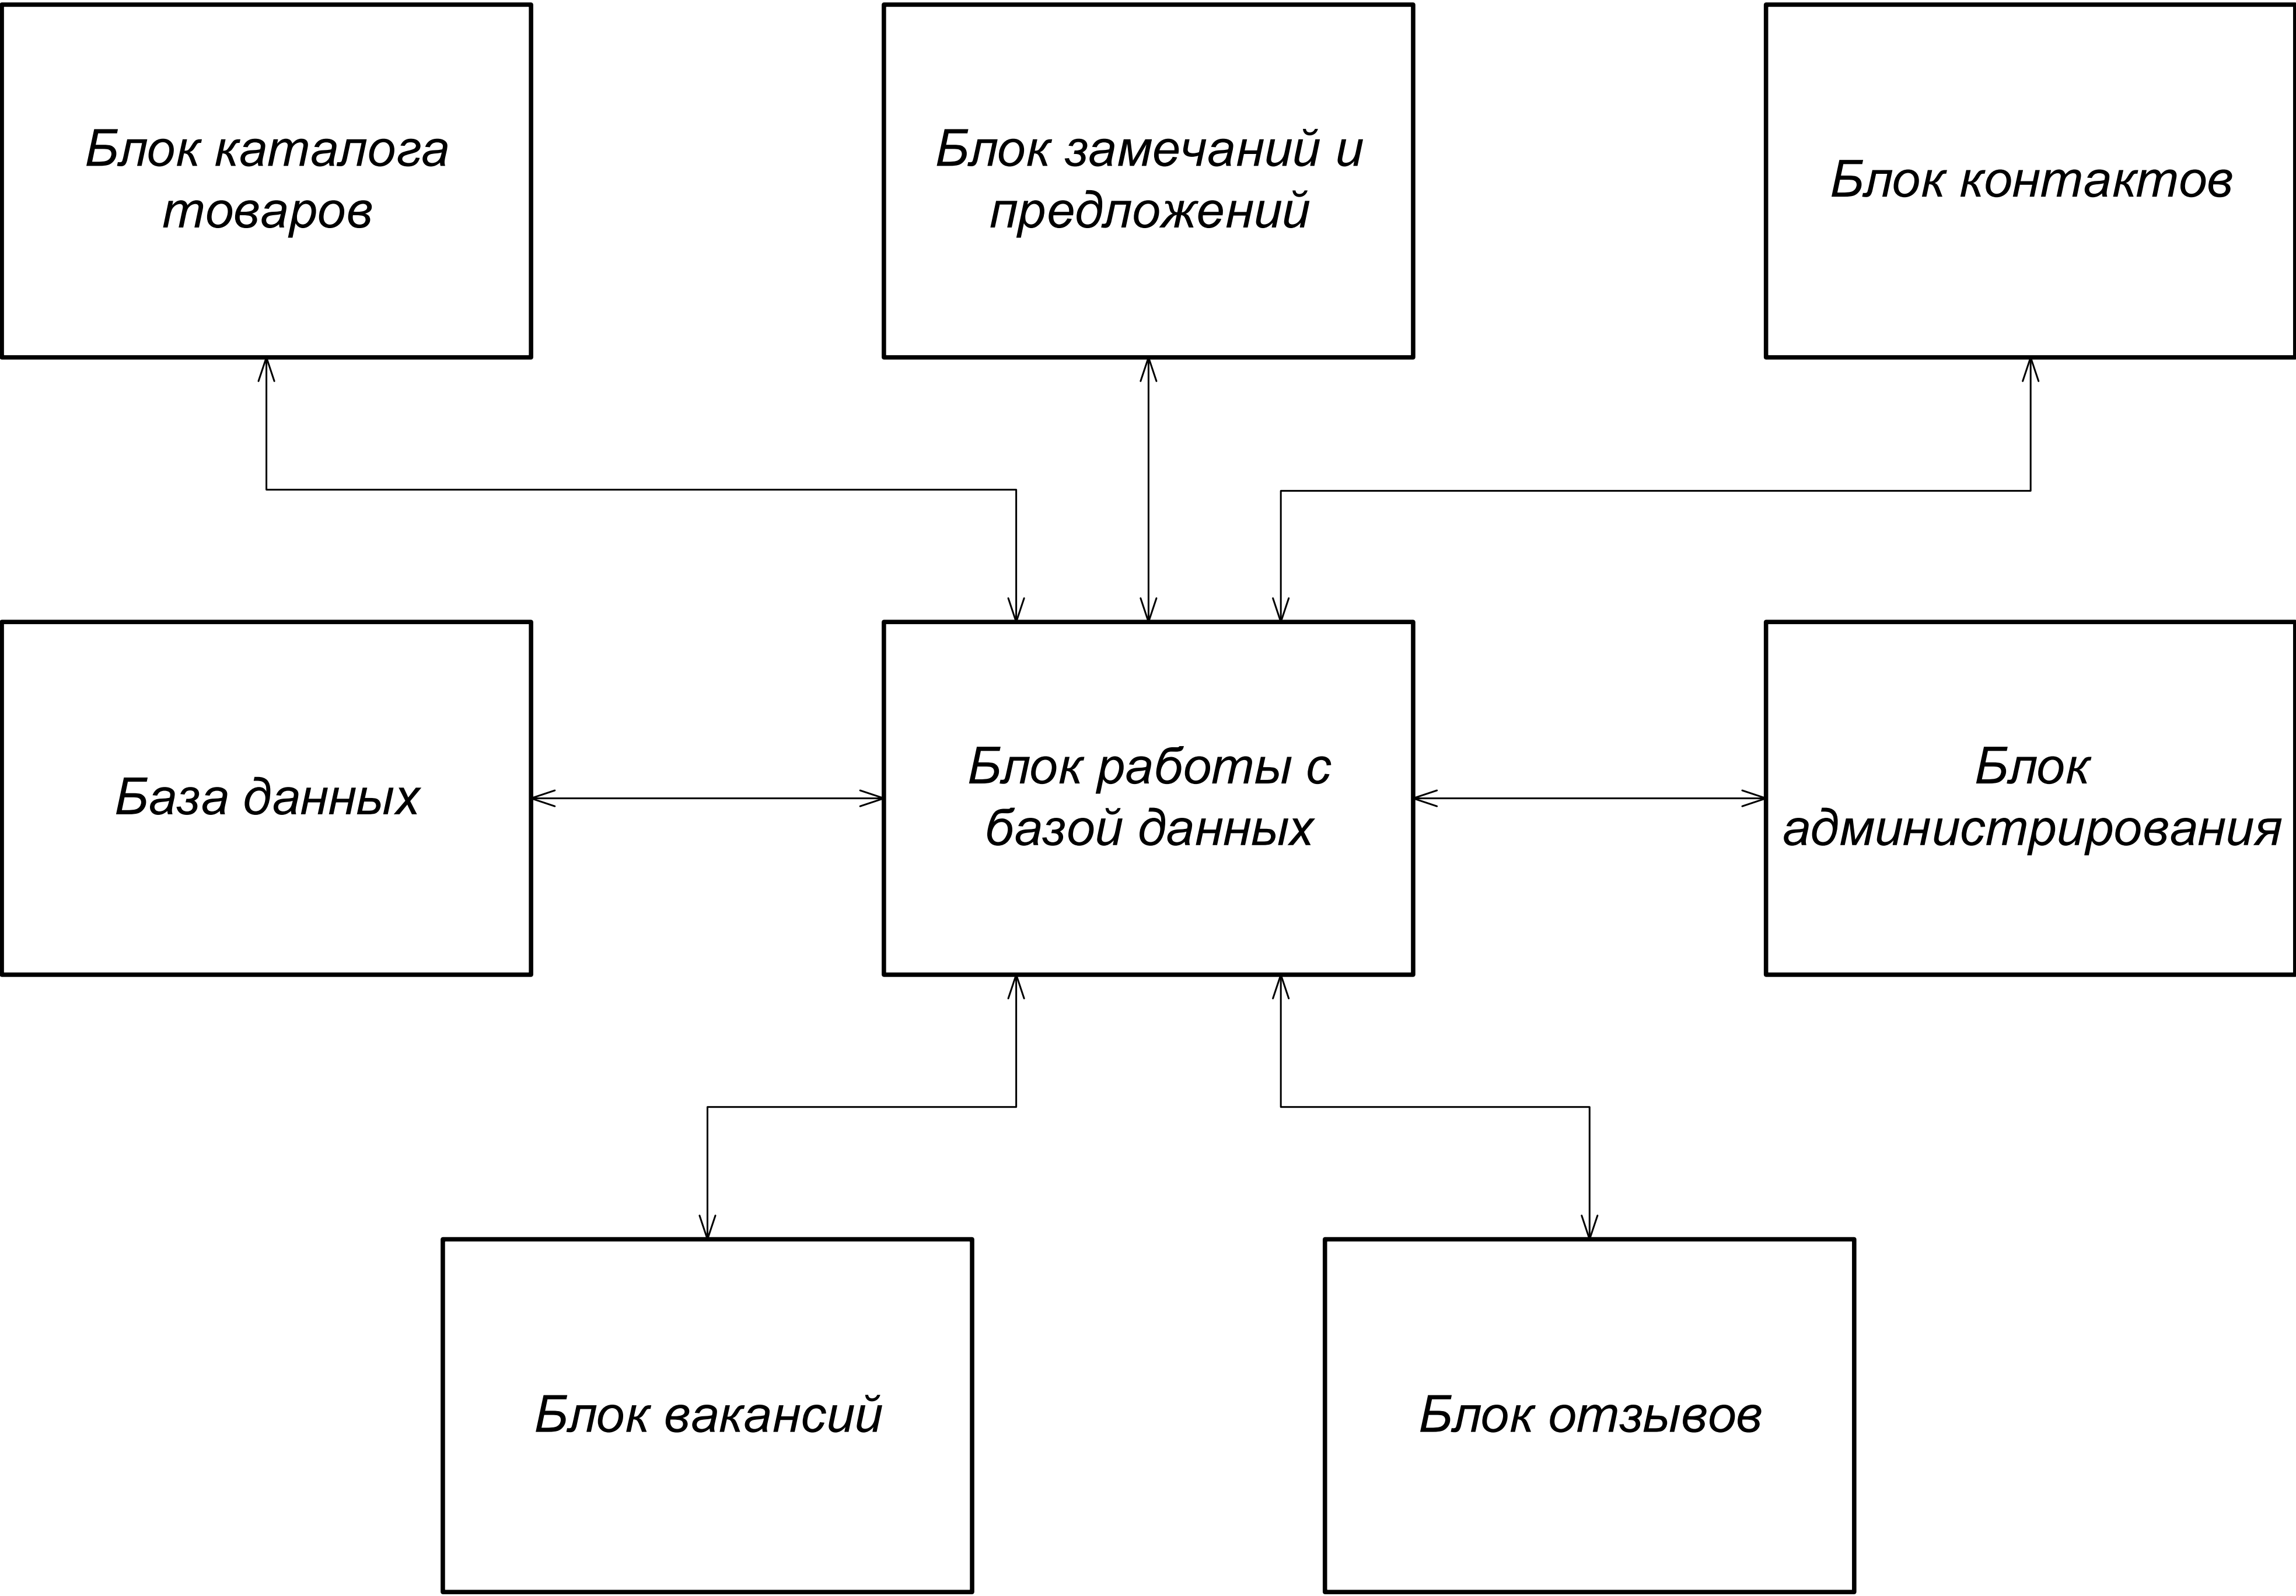 Блок каталога
товаров
Блок замечаний и
предложений
Блок контактов
База данных
Блок работы с
базой данных
Блок
администрирования
Блок вакансий
Блок отзывов